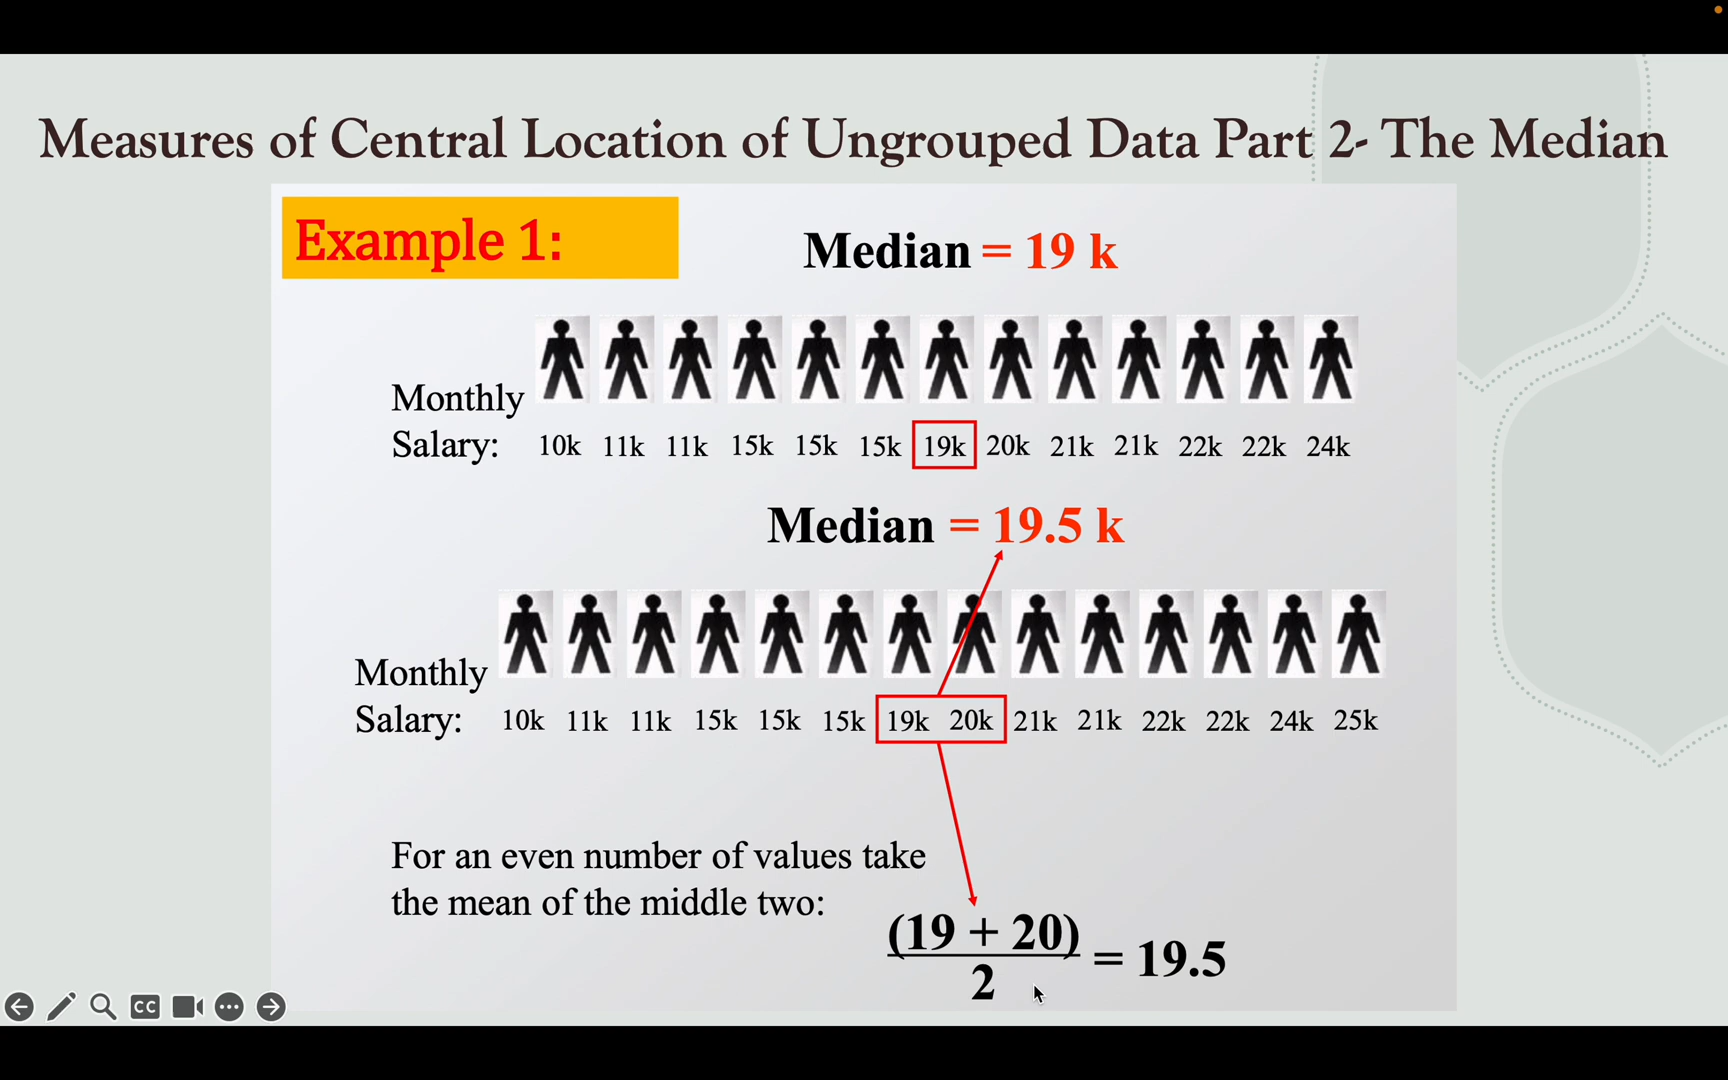 Measures of Central Location of Ungrouped Data Part 2- The Median
Example 1:
Median = 19 k
Monthly
Salary: 10k 11k 11k 15k 15k 15k 19k 20k 21k 21k 22k 22k 24k
Median = 19.5 k
Monthly
Salary: 10k 11k 11k 15k 15k 15k 19k 20k 21k 21k 22k 22k 24k 25k
For an even number of values take
the mean of the middle two:
(19 + 20)
2
= 19.5
CC